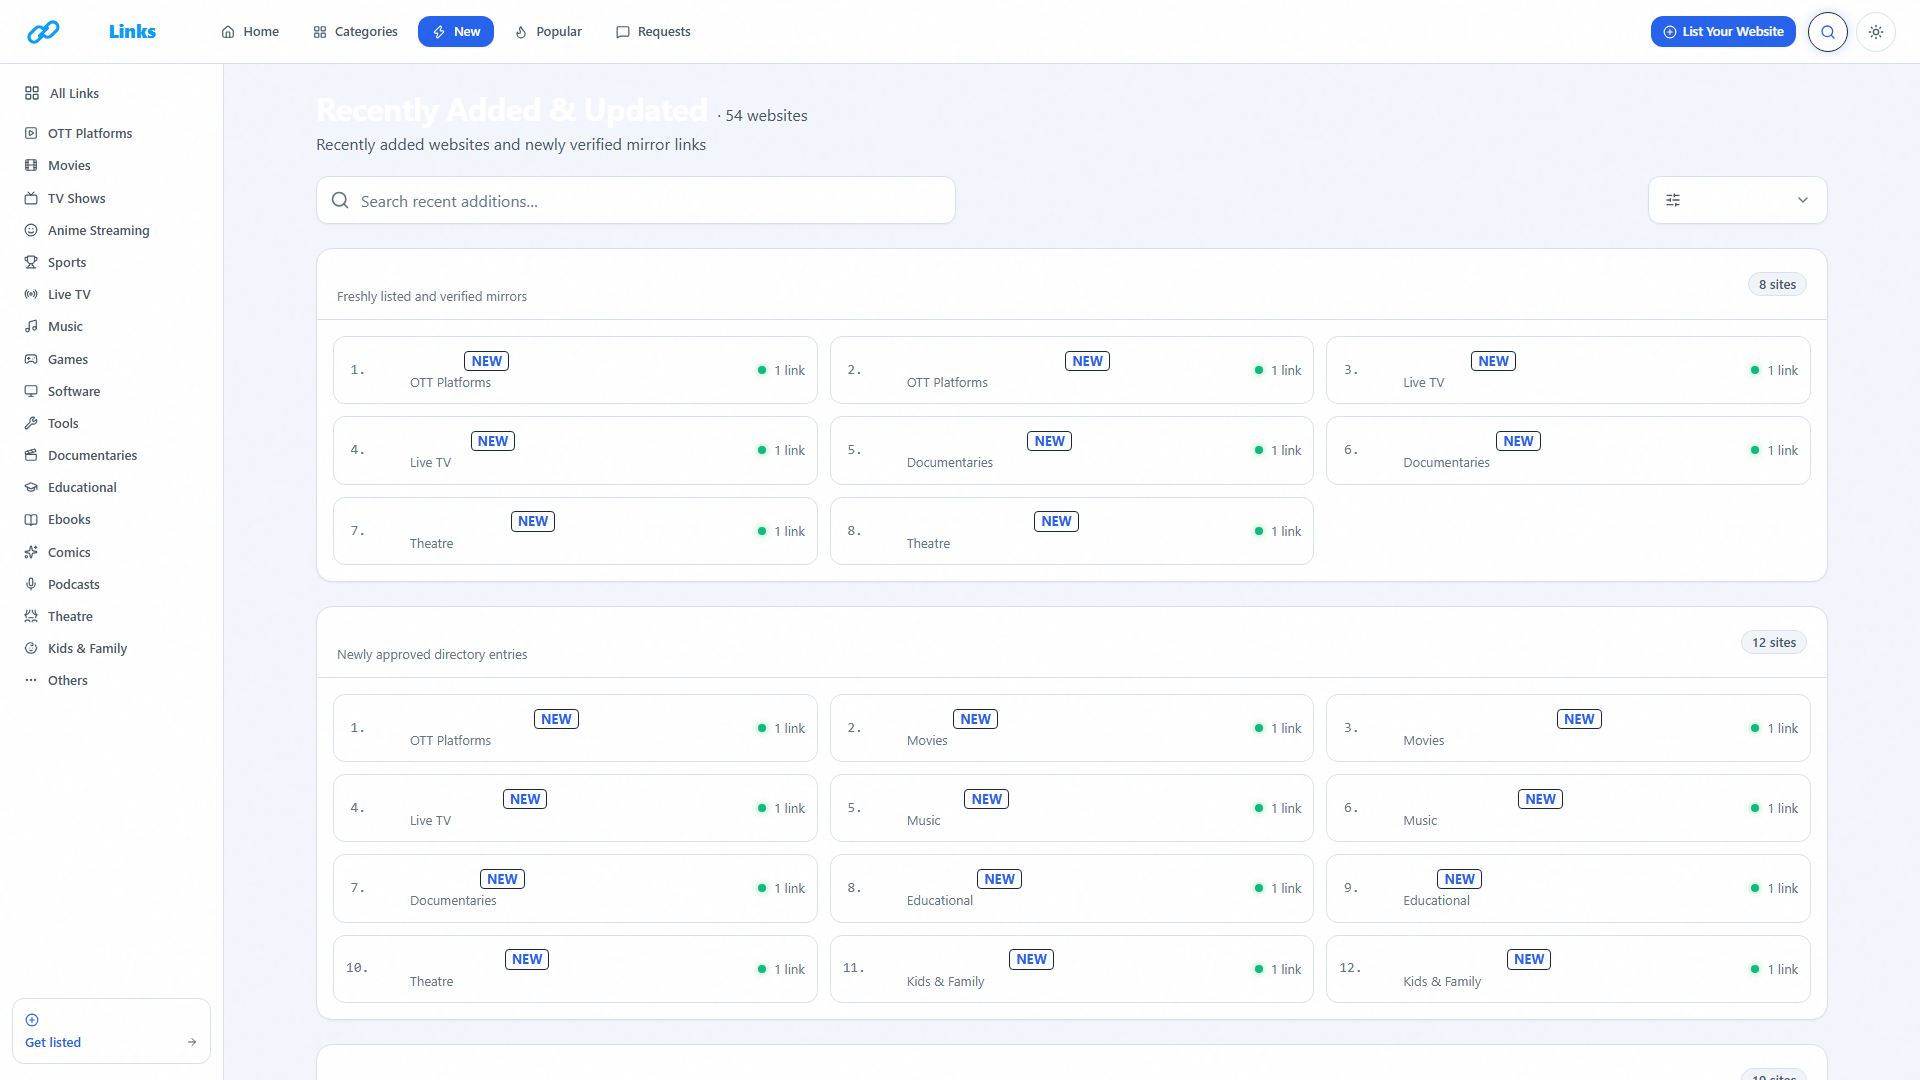 Links
Home
Categories
New
Popular
Requests
List Your Website
All Links
OTT Platforms
Movies
TV Shows
Anime Streaming
Sports
Live TV
Music
Games
Software
Tools
Documentaries
Educational
Ebooks
Comics
Podcasts
Theatre
Kids & Family
Others
Get listed
Recently Added & Updated · 54 websites
Recently added websites and newly verified mirror links
Search recent additions...
8 sites
Freshly listed and verified mirrors
1. NEW OTT Platforms 1 link
2. NEW OTT Platforms 1 link
3. NEW Live TV 1 link
4. NEW Live TV 1 link
5. NEW Documentaries 1 link
6. NEW Documentaries 1 link
7. NEW Theatre 1 link
8. NEW Theatre 1 link
12 sites
Newly approved directory entries
1. NEW OTT Platforms 1 link
2. NEW Movies 1 link
3. NEW Movies 1 link
4. NEW Live TV 1 link
5. NEW Music 1 link
6. NEW Music 1 link
7. NEW Documentaries 1 link
8. NEW Educational 1 link
9. NEW Educational 1 link
10. NEW Theatre 1 link
11. NEW Kids & Family 1 link
12. NEW Kids & Family 1 link